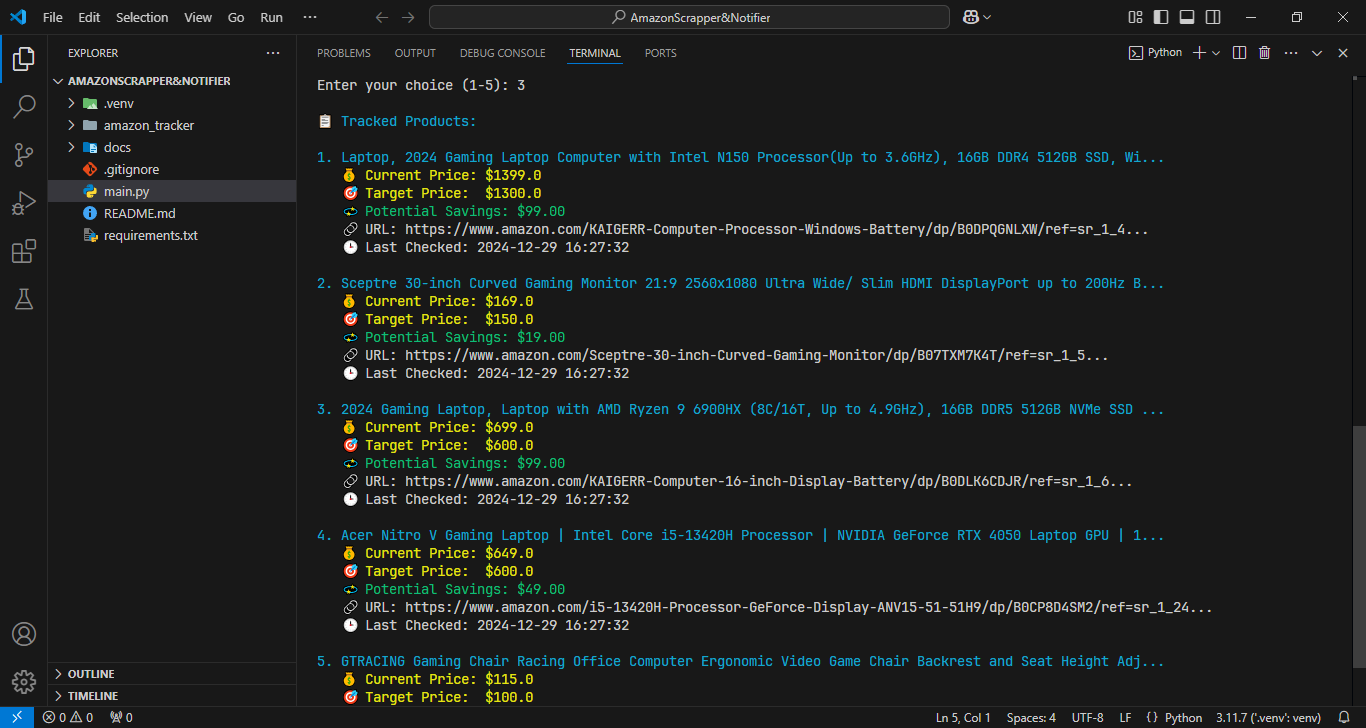 File Edit Selection View Go Run ··· AmazonScrapper&Notifier
EXPLORER
AMAZONSCRAPPER&NOTIFIER
.venv
amazon_tracker
docs
.gitignore
main.py
README.md
requirements.txt
OUTLINE
TIMELINE
PROBLEMS OUTPUT DEBUG CONSOLE TERMINAL PORTS Python
Enter your choice (1-5): 3
Tracked Products:
1. Laptop, 2024 Gaming Laptop Computer with Intel N150 Processor(Up to 3.6GHz), 16GB DDR4 512GB SSD, Wi...
Current Price: $1399.0
Target Price: $1300.0
Potential Savings: $99.00
URL: https://www.amazon.com/KAIGERR-Computer-Processor-Windows-Battery/dp/B0DPQGNLXW/ref=sr_1_4...
Last Checked: 2024-12-29 16:27:32
2. Sceptre 30-inch Curved Gaming Monitor 21:9 2560x1080 Ultra Wide/ Slim HDMI DisplayPort up to 200Hz B...
Current Price: $169.0
Target Price: $150.0
Potential Savings: $19.00
URL: https://www.amazon.com/Sceptre-30-inch-Curved-Gaming-Monitor/dp/B07TXM7K4T/ref=sr_1_5...
Last Checked: 2024-12-29 16:27:32
3. 2024 Gaming Laptop, Laptop with AMD Ryzen 9 6900HX (8C/16T, Up to 4.9GHz), 16GB DDR5 512GB NVMe SSD ...
Current Price: $699.0
Target Price: $600.0
Potential Savings: $99.00
URL: https://www.amazon.com/KAIGERR-Computer-16-inch-Display-Battery/dp/B0DLK6CDJR/ref=sr_1_6...
Last Checked: 2024-12-29 16:27:32
4. Acer Nitro V Gaming Laptop | Intel Core i5-13420H Processor | NVIDIA GeForce RTX 4050 Laptop GPU | 1...
Current Price: $649.0
Target Price: $600.0
Potential Savings: $49.00
URL: https://www.amazon.com/i5-13420H-Processor-GeForce-Display-ANV15-51-51H9/dp/B0CP8D4SM2/ref=sr_1_24...
Last Checked: 2024-12-29 16:27:32
5. GTRACING Gaming Chair Racing Office Computer Ergonomic Video Game Chair Backrest and Seat Height Adj...
Current Price: $115.0
Target Price: $100.0
0 0 0 Ln 5, Col 1 Spaces: 4 UTF-8 LF {} Python 3.11.7 ('.venv': venv)